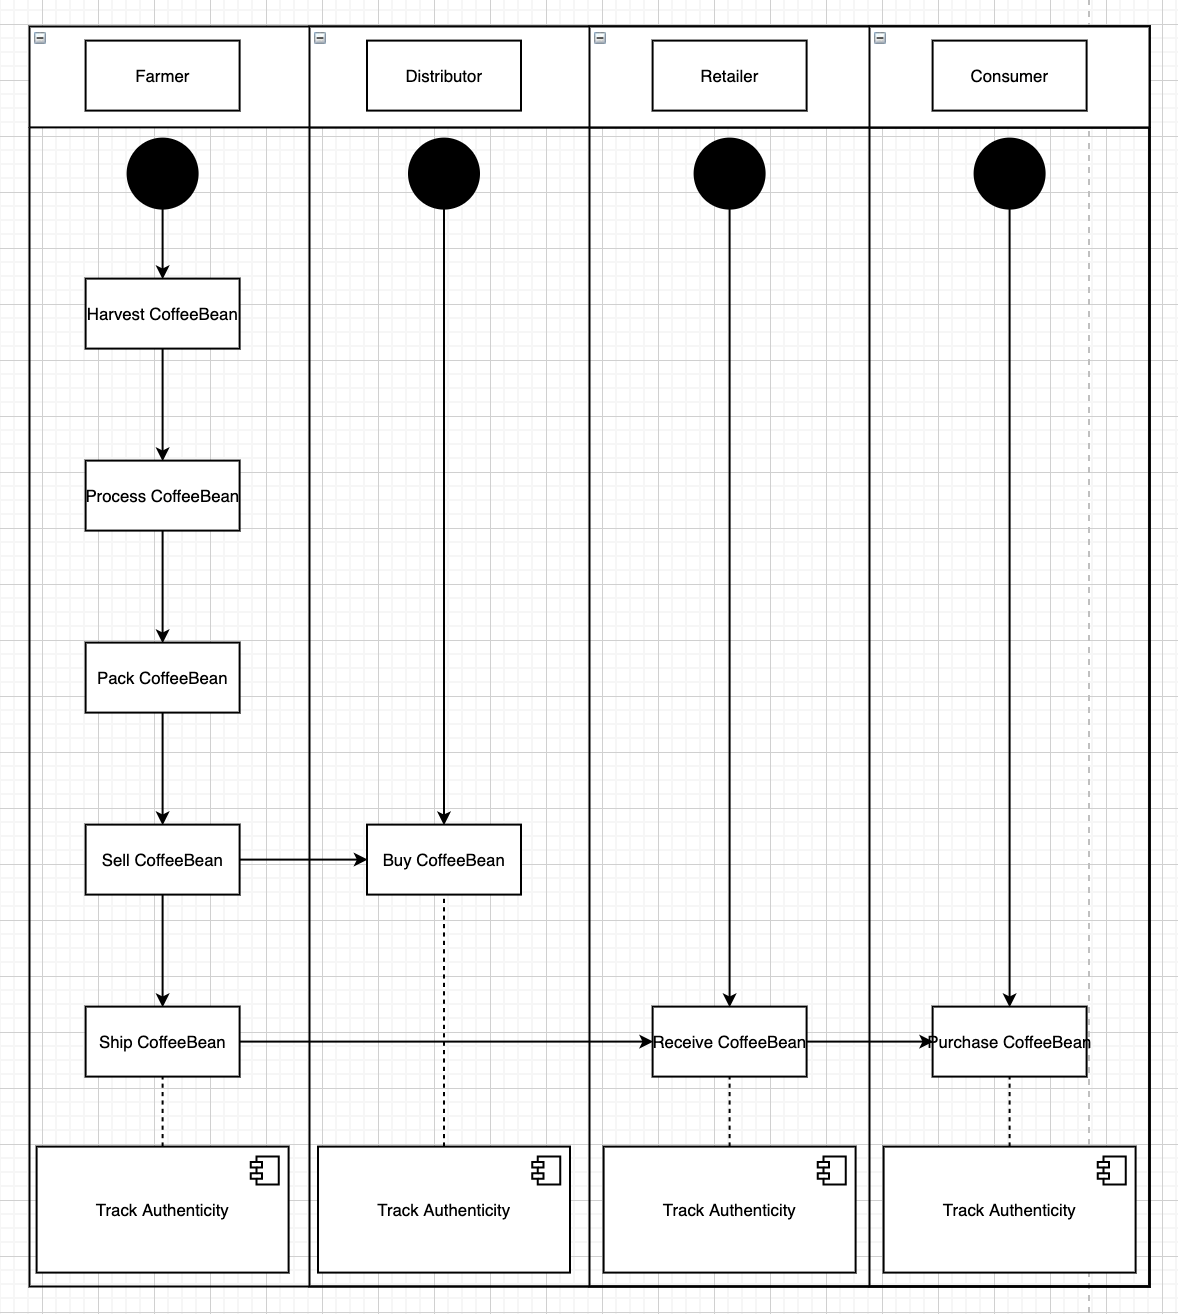 Farmer
Distributor
Retailer
Consumer
Harvest CoffeeBean
Process CoffeeBean
Pack CoffeeBean
Sell CoffeeBean
Buy CoffeeBean
Ship CoffeeBean
Receive CoffeeBean
Purchase CoffeeBean
Track Authenticity
Track Authenticity
Track Authenticity
Track Authenticity